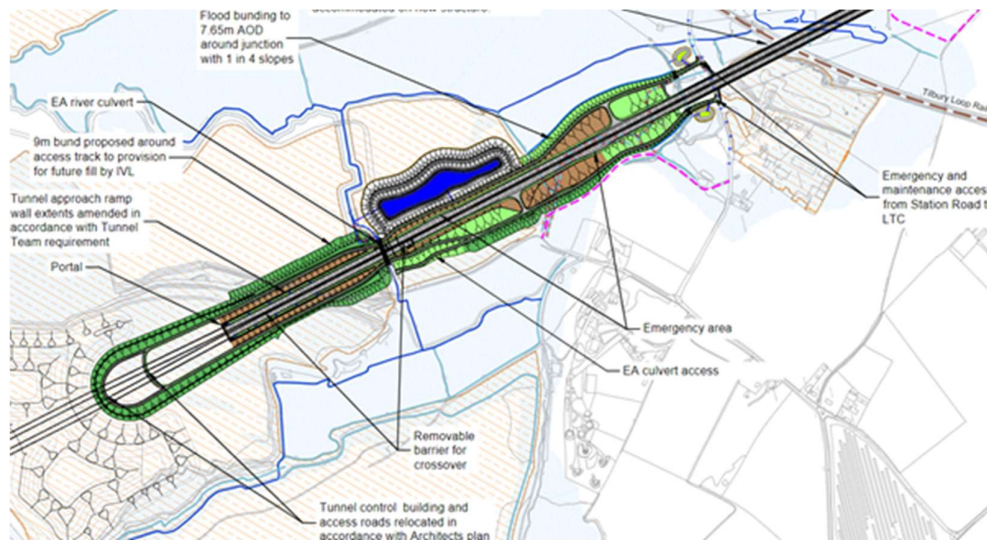 Flood bunding to
7.65m AOD
around junction
with 1 in 4 slopes
EA river culvert
9m bund proposed around
access track to provision
for future fill by IVL
Tunnel approach ramp
wall extents amended in
accordance with Tunnel
Team requirement
Portal
Tilbury Loop Rai
Emergency and
maintenance access
from Station Road t
LTC
Emergency area
EA culvert access
Removable
barrier for
crossover
Tunnel control building and
access roads relocated in
accordance with Architects plan